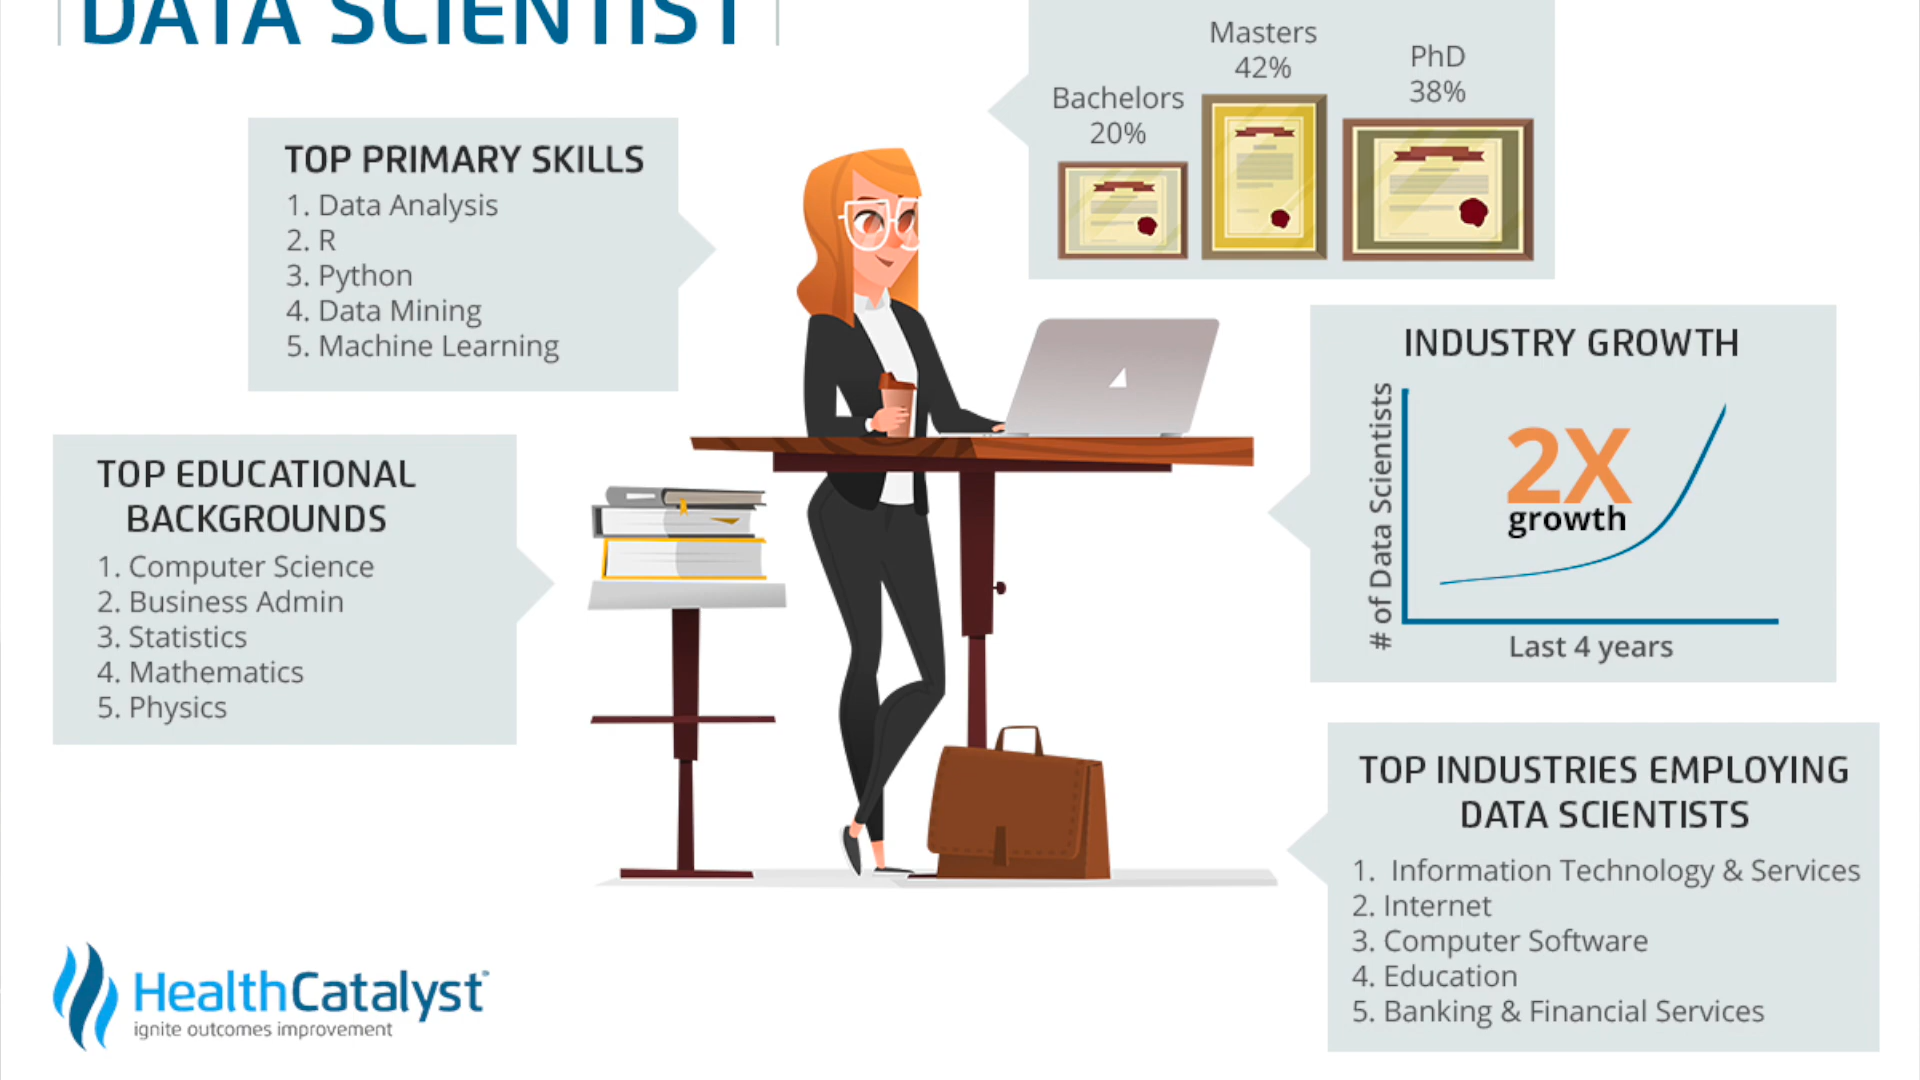 DATA SCIENTIST
Masters
42%
PhD
38%
Bachelors
20%
TOP PRIMARY SKILLS
1. Data Analysis
2. R
3. Python
4. Data Mining
5. Machine Learning
INDUSTRY GROWTH
# of Data Scientists
2X
growth
Last 4 years
TOP EDUCATIONAL
BACKGROUNDS
1. Computer Science
2. Business Admin
3. Statistics
4. Mathematics
5. Physics
TOP INDUSTRIES EMPLOYING
DATA SCIENTISTS
1. Information Technology & Services
2. Internet
3. Computer Software
4. Education
5. Banking & Financial Services
HealthCatalyst
ignite outcomes improvement